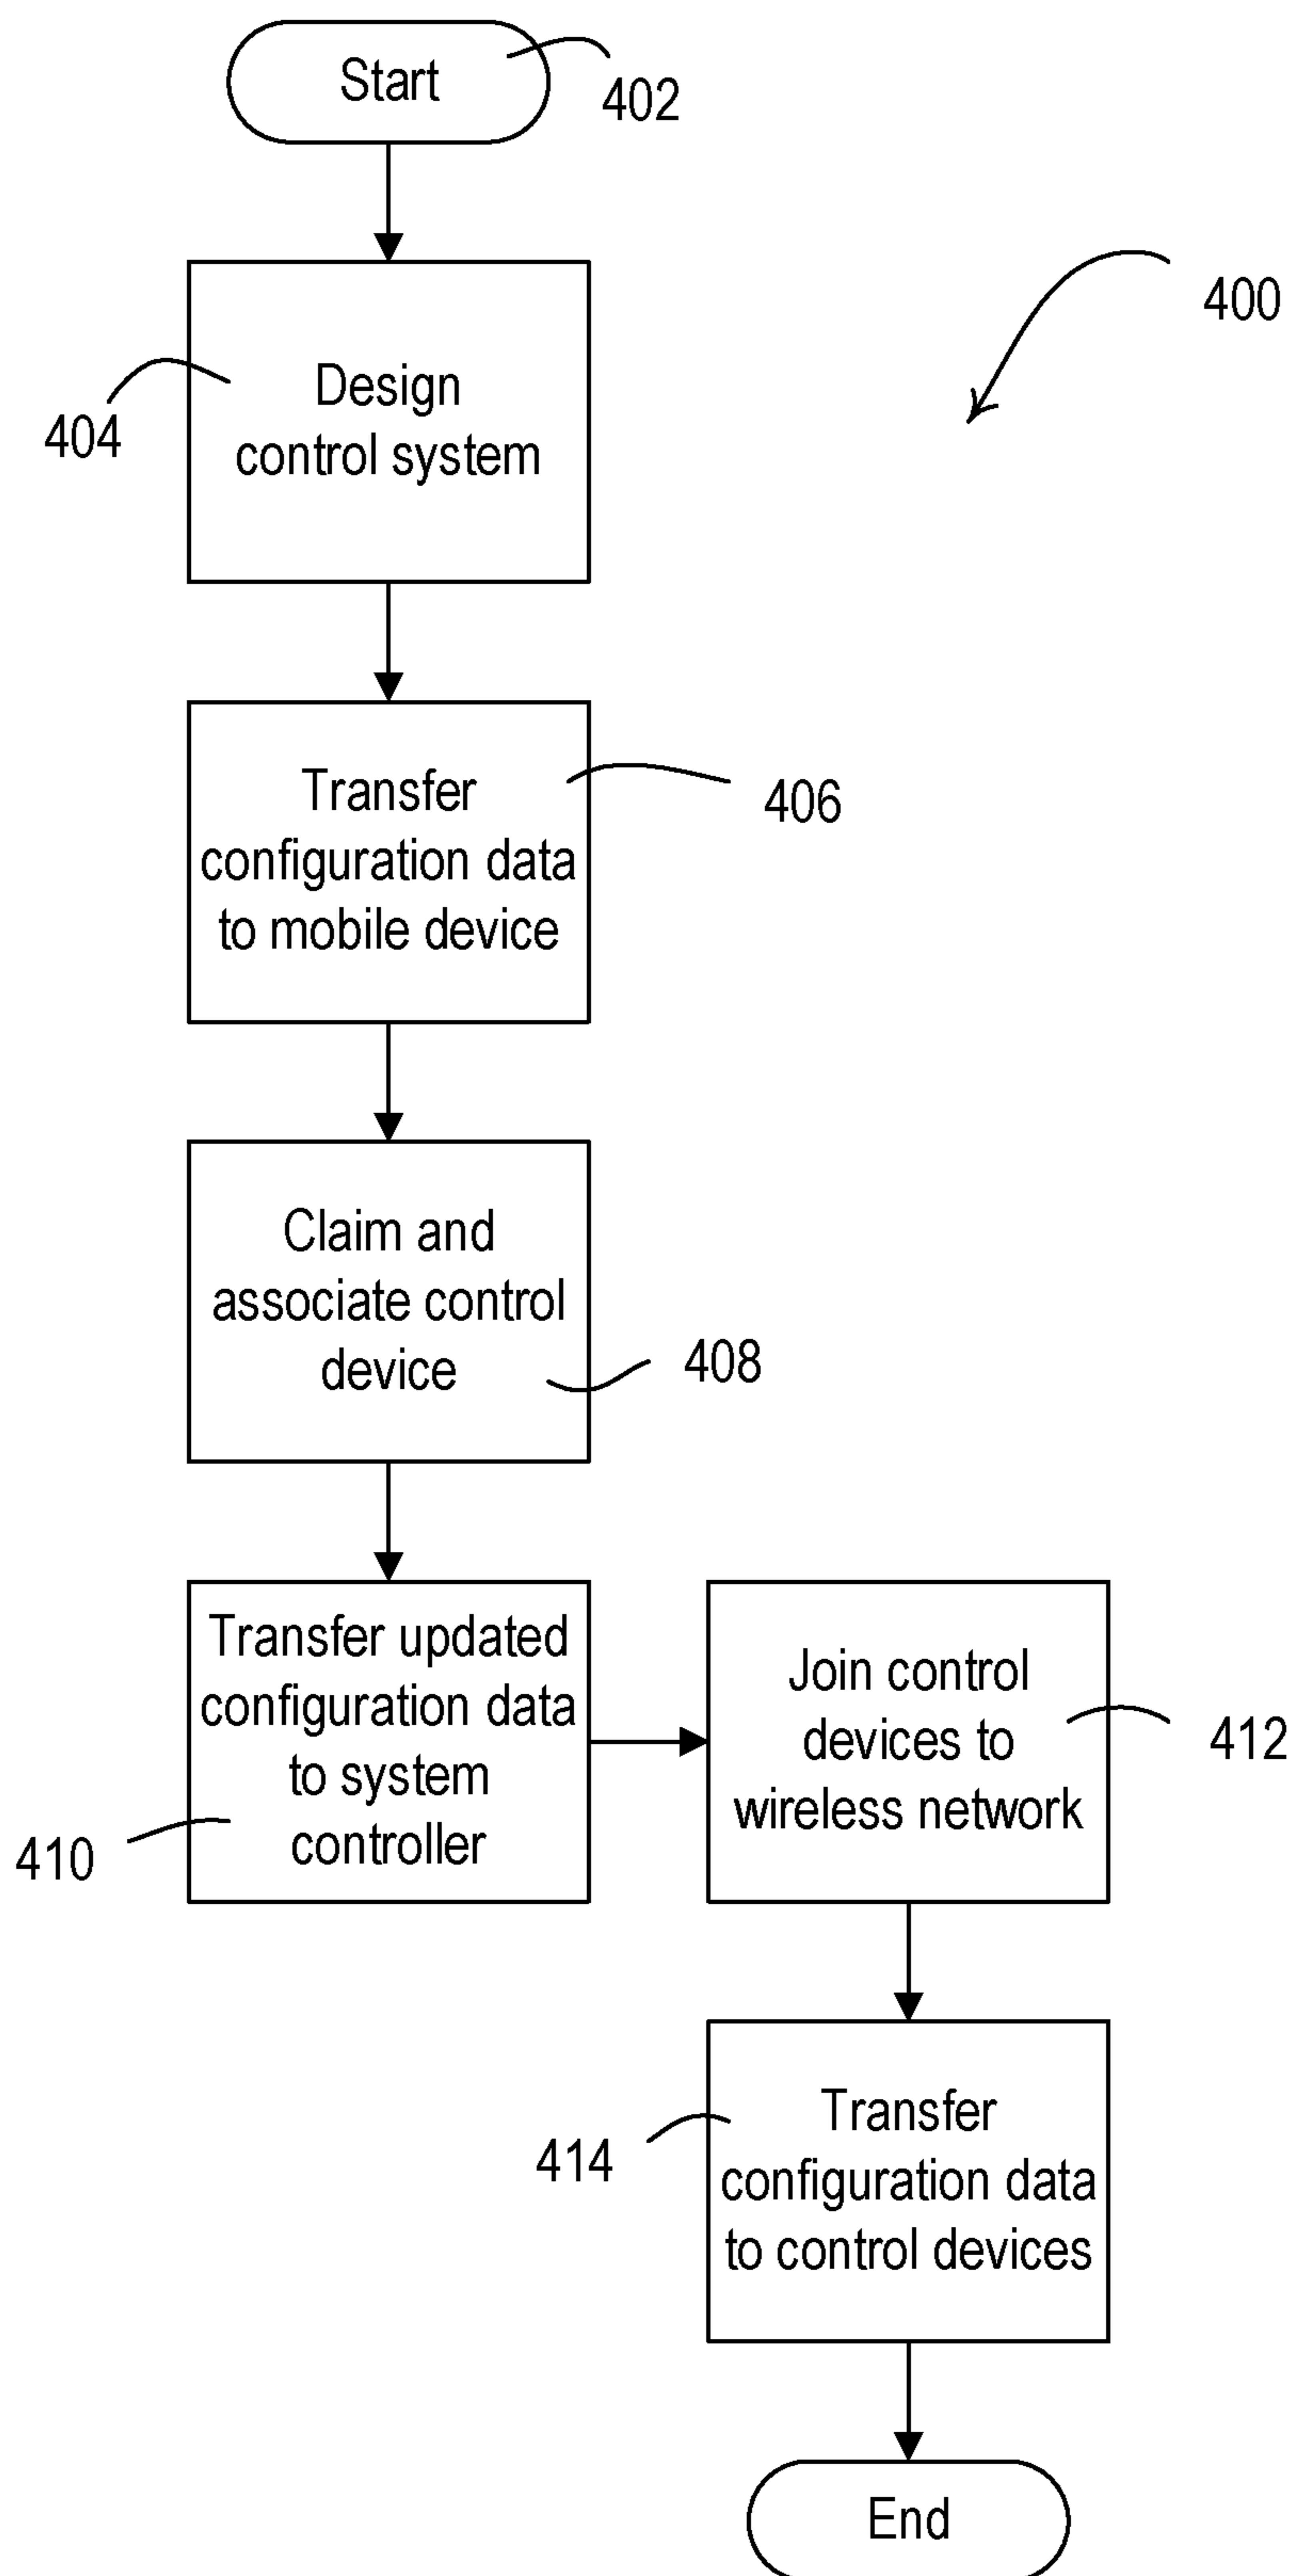 Start
402
400
Design
control system
404
Transfer
configuration data
to mobile device
406
Claim and
associate control
device
408
Transfer updated
configuration data
to system
controller
410
Join control
devices to
wireless network
412
Transfer
configuration data
to control devices
414
End